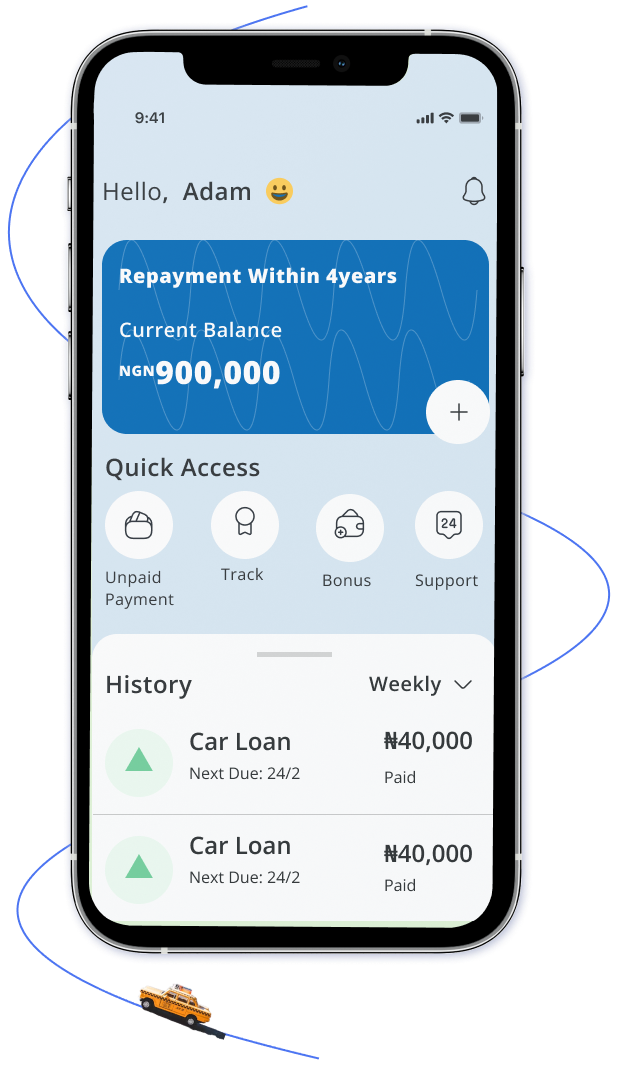 9:41
Hello, Adam 😃
Repayment Within 4years
Current Balance
NGN900,000
Quick Access
24
Unpaid
Payment
Track
Bonus
Support
History
Weekly
Car Loan
₦40,000
Next Due: 24/2
Paid
Car Loan
₦40,000
Next Due: 24/2
Paid